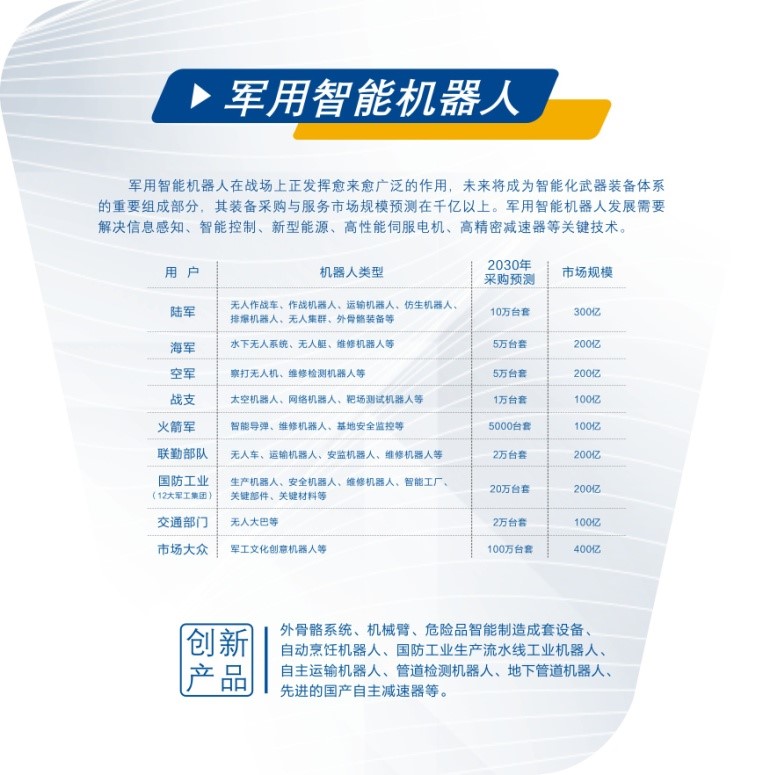 军用智能机器人
军用智能机器人在战场上正发挥愈来愈广泛的作用，未来将成为智能化武器装备体系
的重要组成部分，其装备采购与服务市场规模预测在千亿以上。军用智能机器人发展需要
解决信息感知、智能控制、新型能源、高性能伺服电机、高精密减速器等关键技术。
用 户 机器人类型 2030年 市场规模
采购预测
陆军 无人作战车、作战机器人、运输机器人、仿生机器人、 10万台套 300亿
排爆机器人、无人集群、外骨骼装备等
海军 水下无人系统、无人艇、维修机器人等 5万台套 200亿
空军 察打无人机、维修检测机器人等 5万台套 200亿
战支 太空机器人、网络机器人、靶场测试机器人等 1万台套 100亿
火箭军 智能导弹、维修机器人、基地安全监控等 5000台套 100亿
联勤部队 无人车、运输机器人、安监机器人、维修机器人等 2万台套 200亿
国防工业 生产机器人、安全机器人、维修机器人、智能工厂、 20万台套 200亿
（12大军工集团） 关键部件、关键材料等
交通部门 无人大巴等 2万台套 100亿
市场大众 军工文化创意机器人等 100万台套 400亿
创新
产品
外骨骼系统、机械臂、危险品智能制造成套设备、
自动烹饪机器人、国防工业生产流水线工业机器人、
自主运输机器人、管道检测机器人、地下管道机器人、
先进的国产自主减速器等。